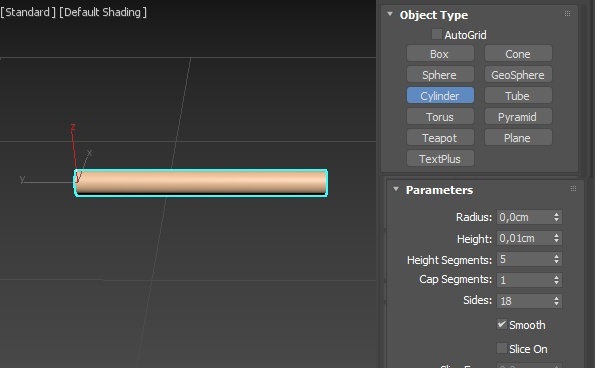 [Standard ] [Default Shading ]
z
x
y
y
Object Type
AutoGrid
Box Cone
Sphere GeoSphere
Cylinder Tube
Torus Pyramid
Teapot Plane
TextPlus
Parameters
Radius: 0,0cm
Height: 0,01cm
Height Segments: 5
Cap Segments: 1
Sides: 18
Smooth
Slice On